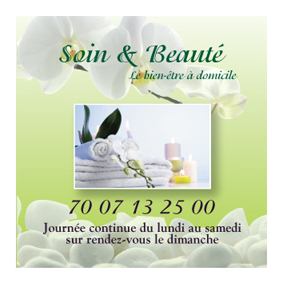 Soin & Beauté
Le bien-être à domicile
70 07 13 25 00
Journée continue du lundi au samedi
sur rendez-vous le dimanche